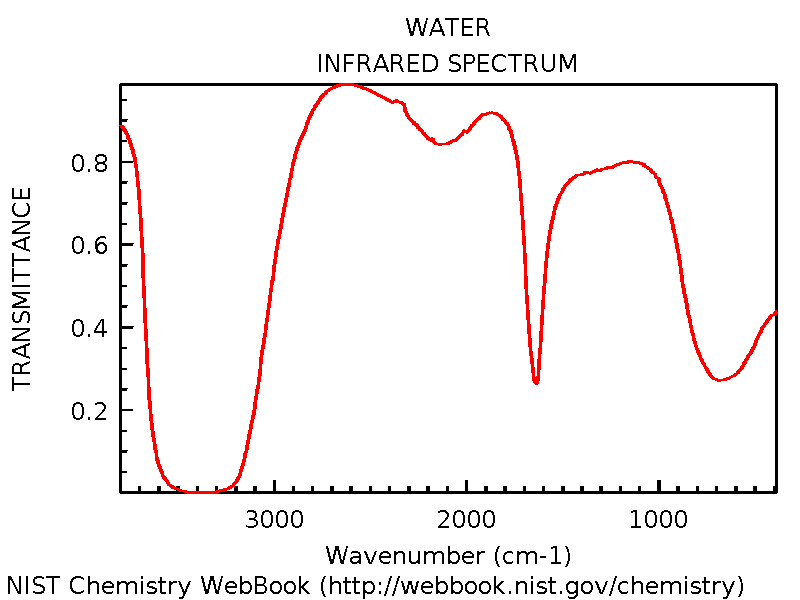 WATER
INFRARED SPECTRUM
TRANSMITTANCE
0.8
0.6
0.4
0.2
3000 2000 1000
Wavenumber (cm-1)
NIST Chemistry WebBook (http://webbook.nist.gov/chemistry)